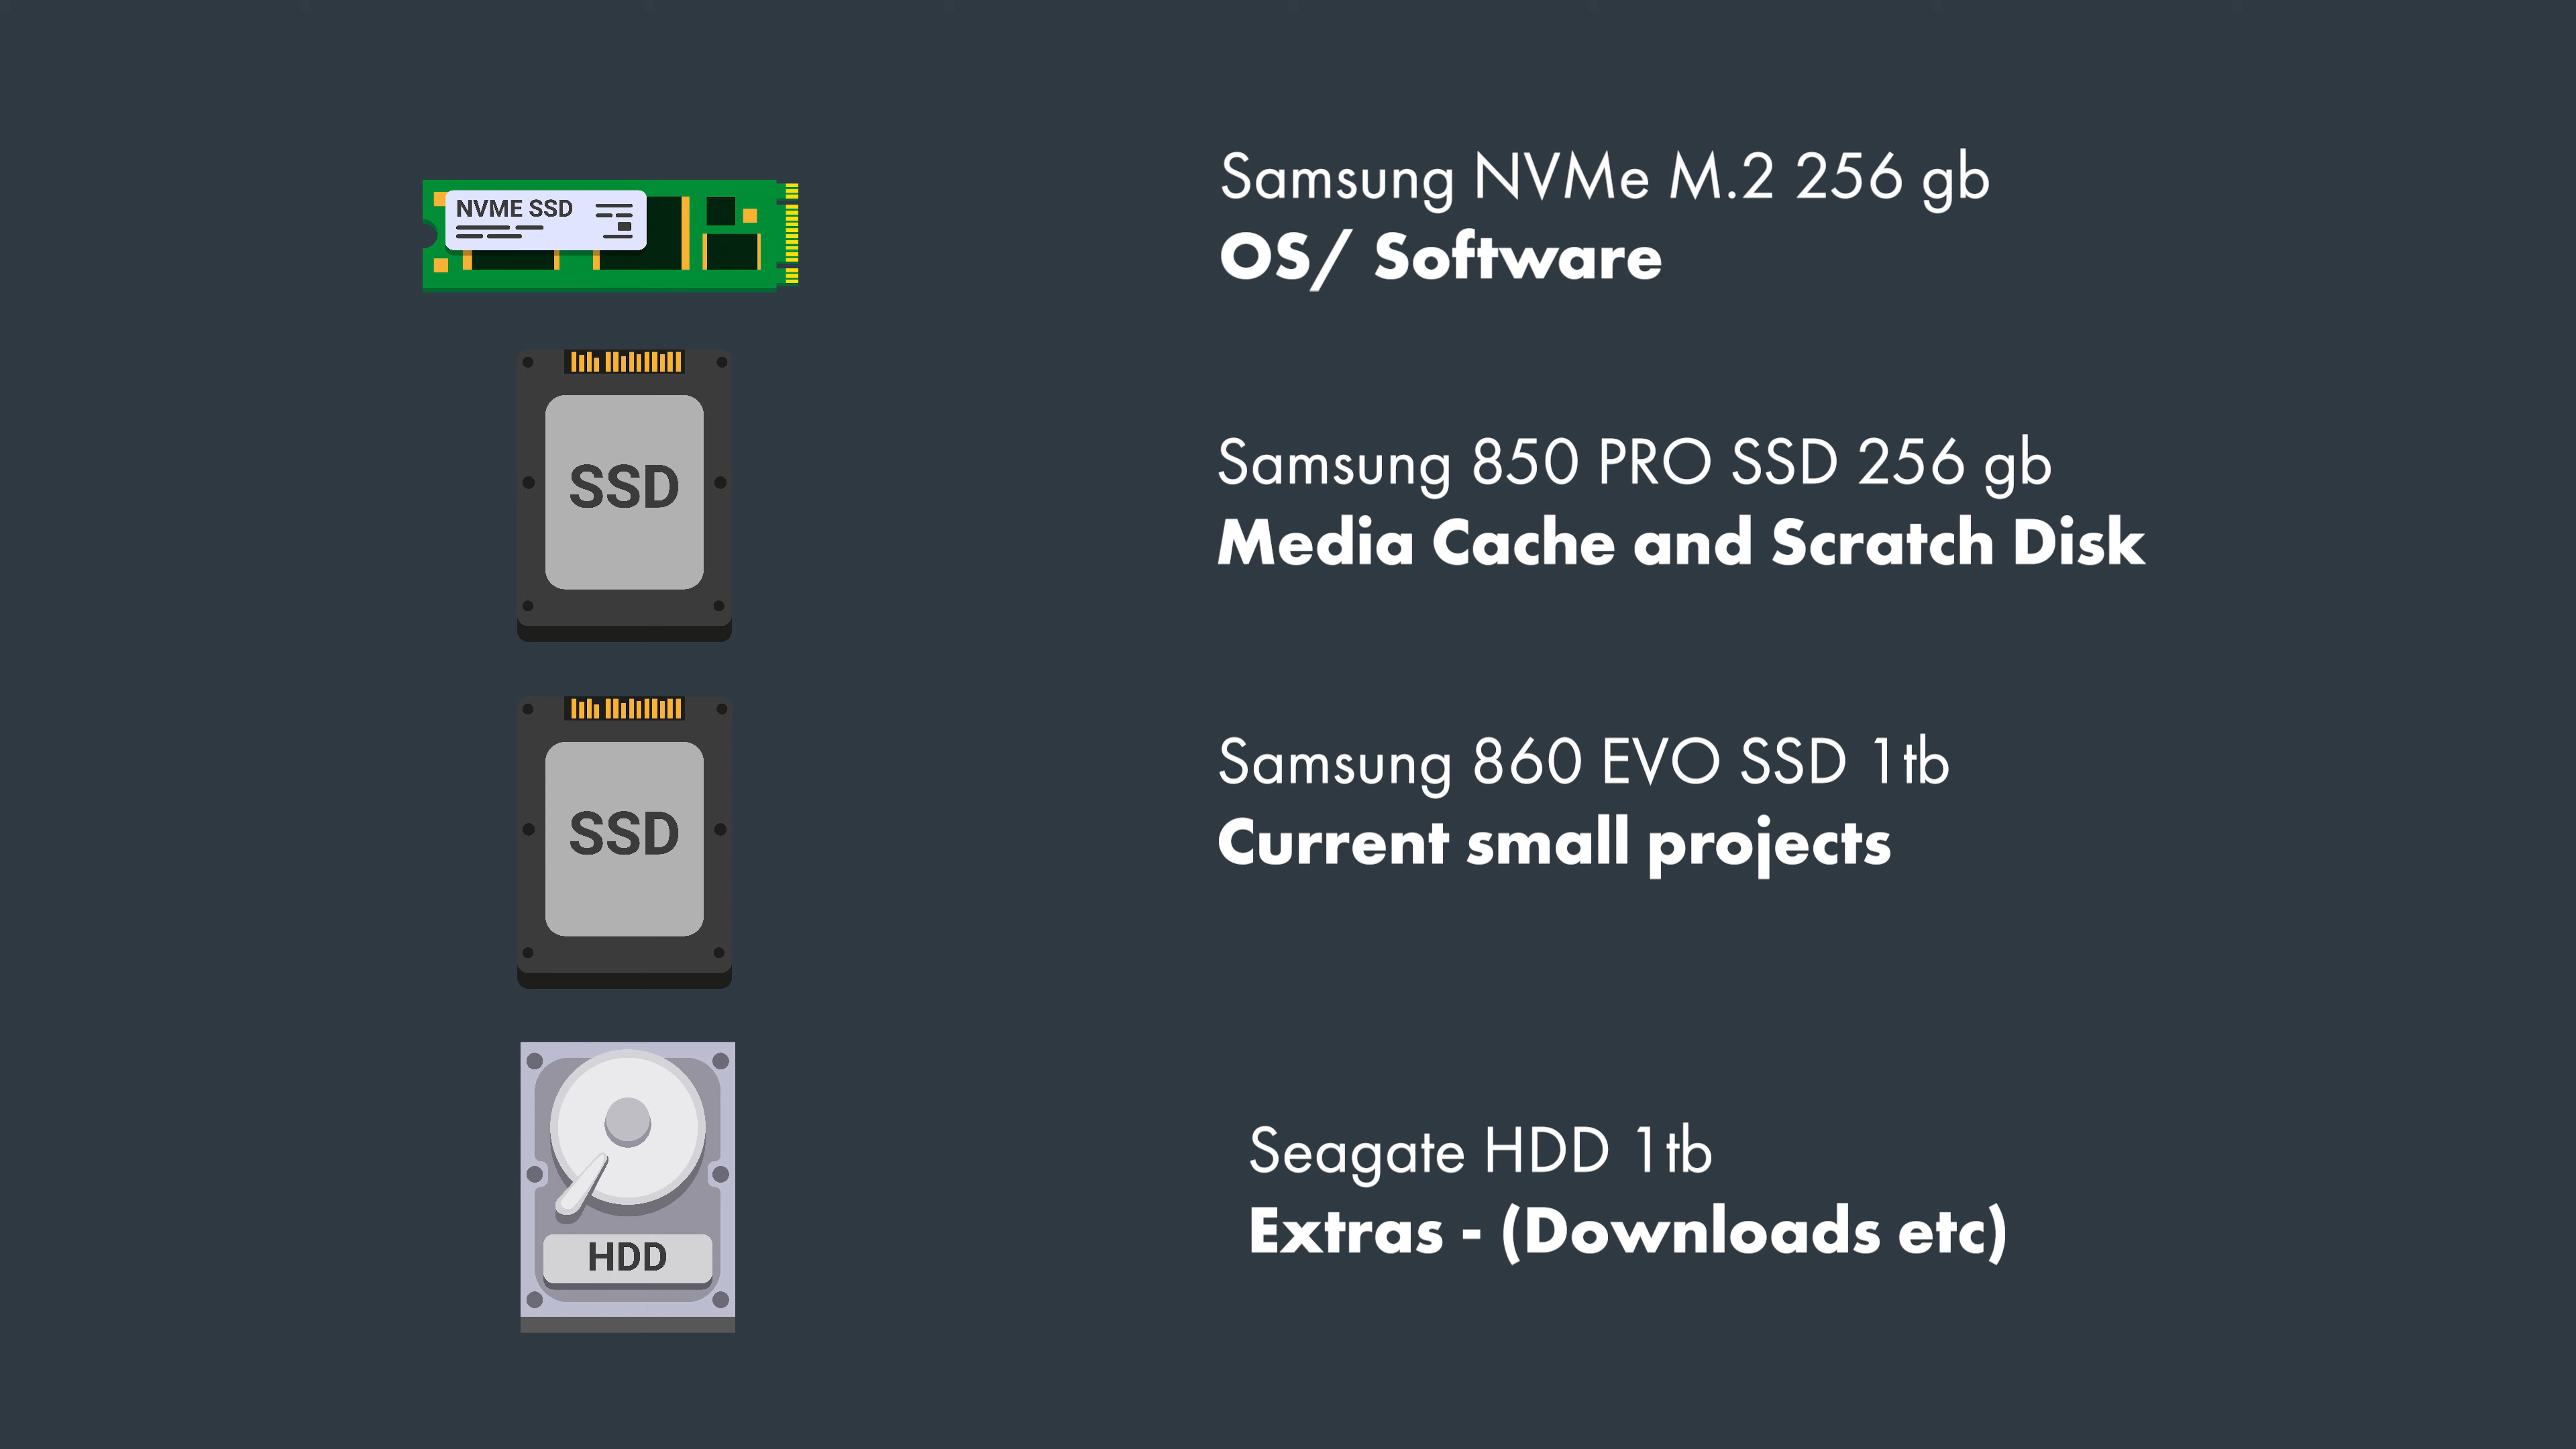 NVME SSD
Samsung NVMe M.2 256 gb
OS/ Software
SSD
Samsung 850 PRO SSD 256 gb
Media Cache and Scratch Disk
SSD
Samsung 860 EVO SSD 1tb
Current small projects
HDD
Seagate HDD 1tb
Extras - (Downloads etc)